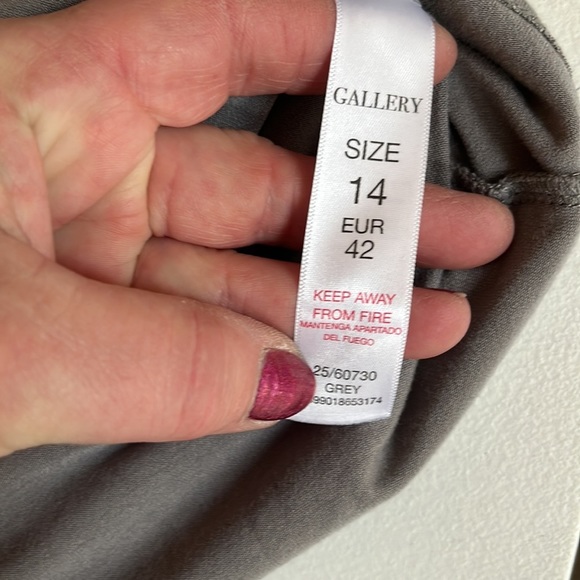 GALLERY
SIZE
14
EUR
42
KEEP AWAY
FROM FIRE
MANTENGA APARTADO
DEL FUEGO
25/60730
GREY
99018653174